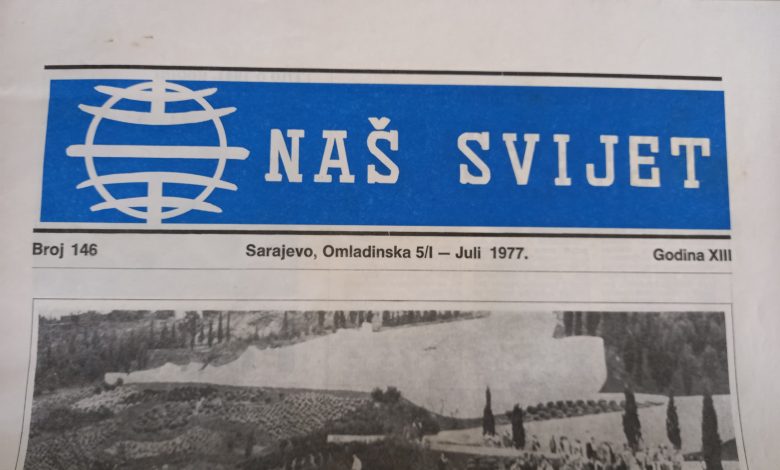 NAŠ SVIJET
Broj 146 Sarajevo, Omladinska 5/I — Juli 1977. Godina XIII